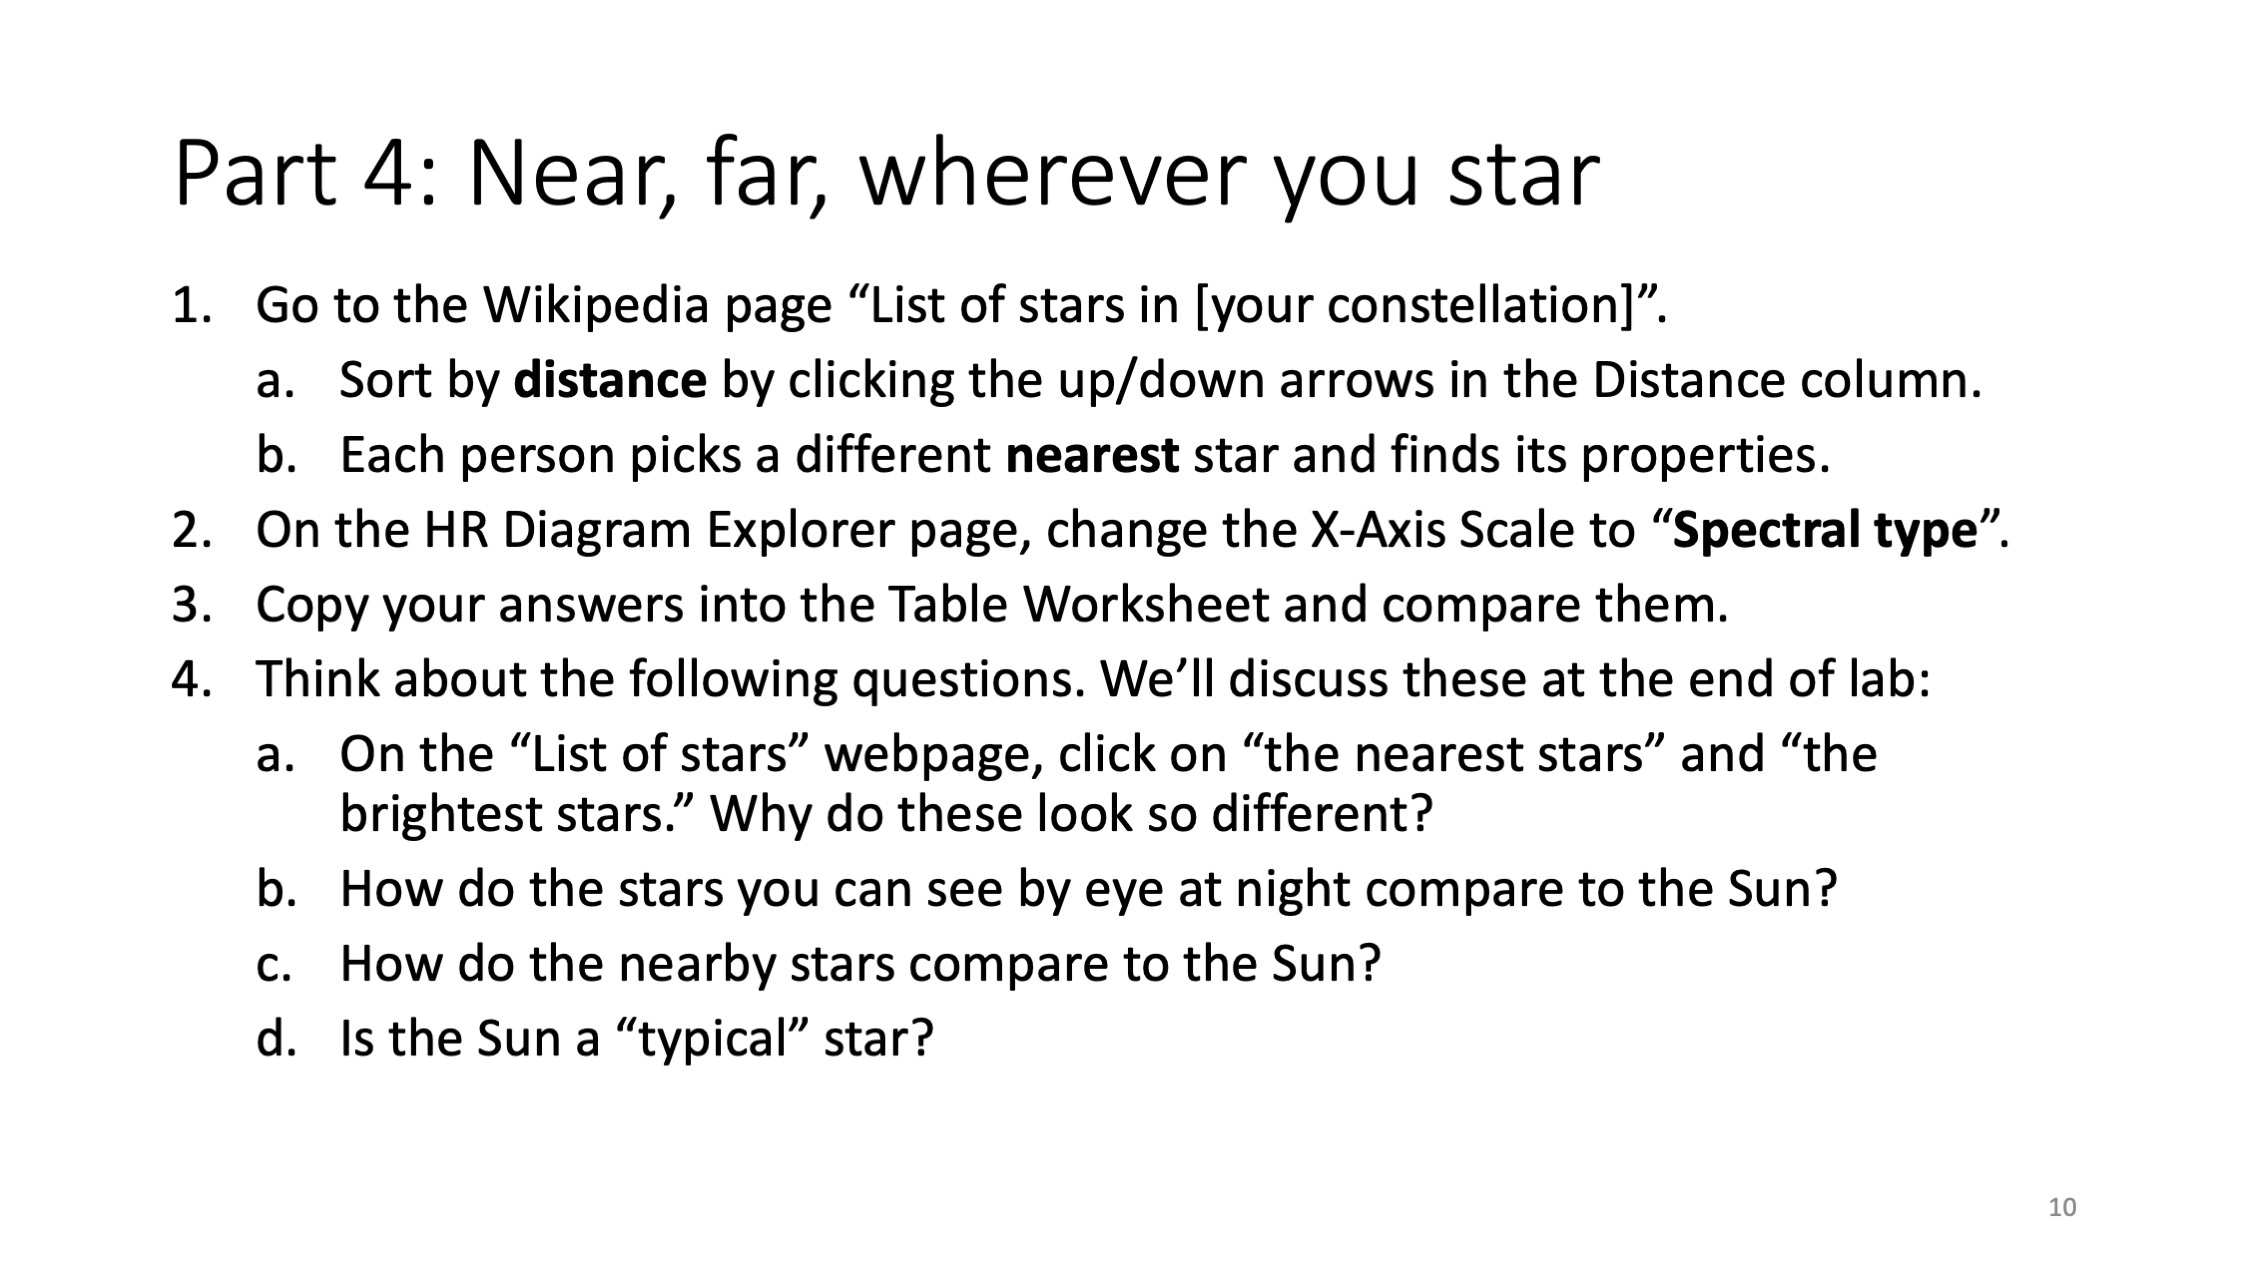 Part 4: Near, far, wherever you star
1. Go to the Wikipedia page “List of stars in [your constellation]”.
a. Sort by distance by clicking the up/down arrows in the Distance column.
b. Each person picks a different nearest star and finds its properties.
2. On the HR Diagram Explorer page, change the X-Axis Scale to “Spectral type”.
3. Copy your answers into the Table Worksheet and compare them.
4. Think about the following questions. We’ll discuss these at the end of lab:
a. On the “List of stars” webpage, click on “the nearest stars” and “the
brightest stars.” Why do these look so different?
b. How do the stars you can see by eye at night compare to the Sun?
c. How do the nearby stars compare to the Sun?
d. Is the Sun a “typical” star?
10